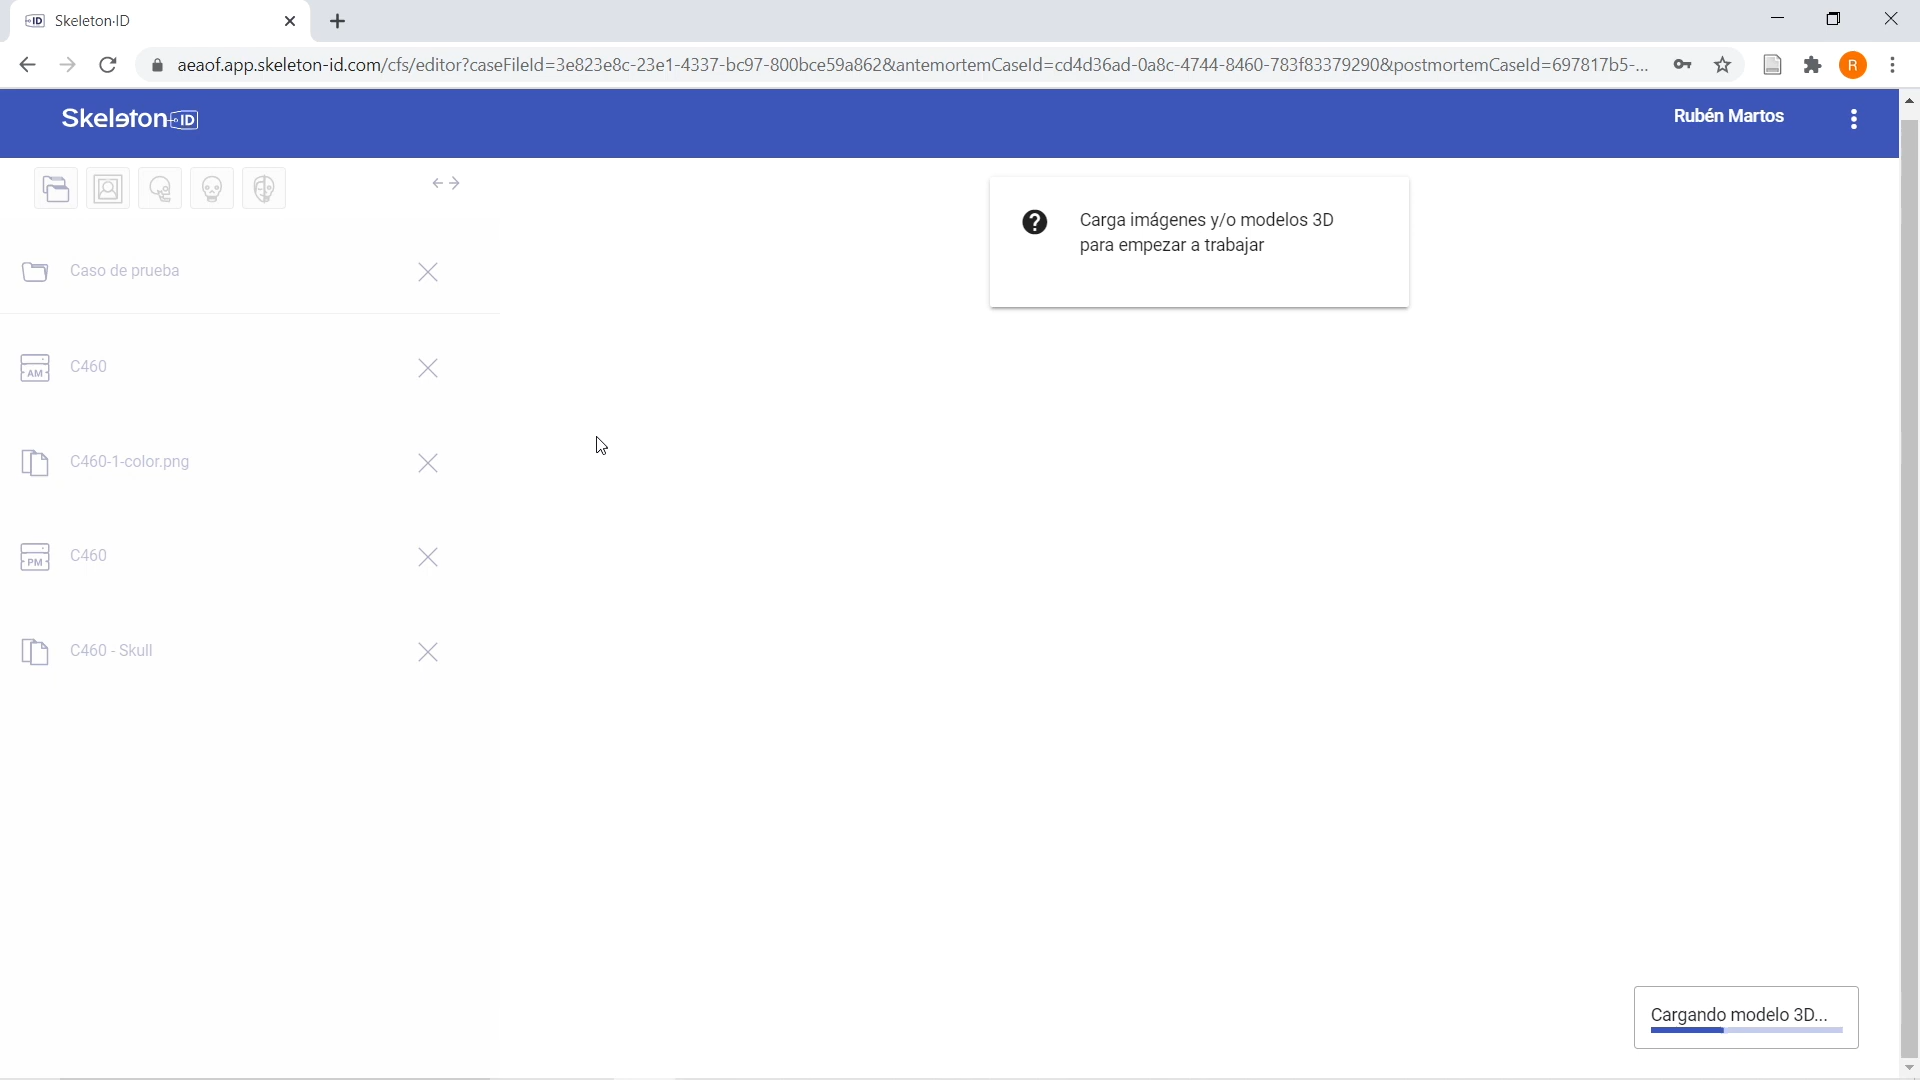 Skeleton·ID
aeaof.app.skeleton-id.com/cfs/editor?caseFileId=3e823e8c-23e1-4337-bc97-800bce59a862&antemortemCaseId=cd4d36ad-0a8c-4744-8460-783f83379290&postmortemCaseId=697817b5-...
R
Skeleton-ID
Rubén Martos
Carga imágenes y/o modelos 3D
para empezar a trabajar
Caso de prueba
AM
C460
C460-1-color.png
PM
C460
C460 - Skull
Cargando modelo 3D...